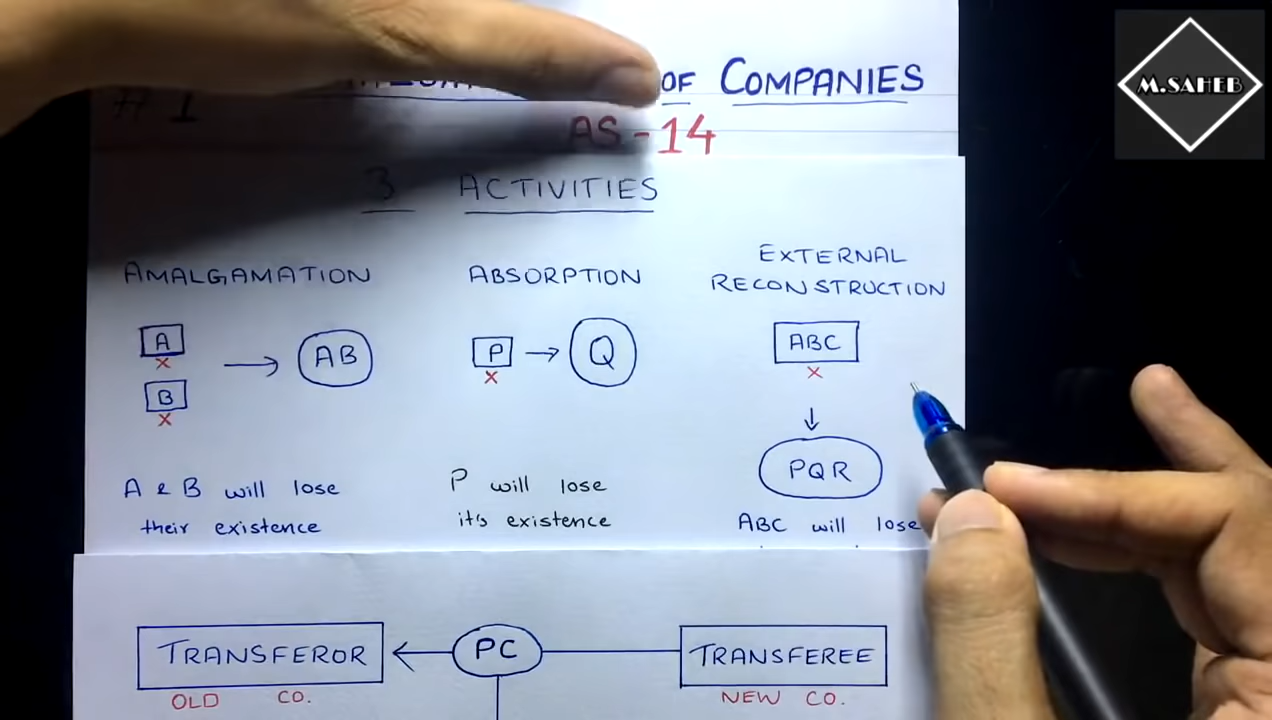 OF COMPANIES
#1
AS-14
3 ACTIVITIES
AMALGAMATION
A
×
B
×
→ AB
A & B will lose
their existence
ABSORPTION
P → Q
×
P will lose
it's existence
EXTERNAL
RECONSTRUCTION
ABC
×
↓
PQR
ABC will lose
TRANSFEROR ← PC TRANSFEREE
OLD CO.
NEW CO.
M.SAHEB